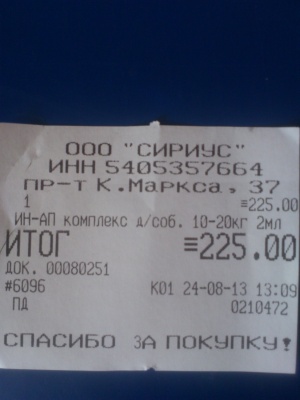 ООО "СИРИУС"
ИНН 5405357664
ПР-Т К.Маркса, 37
1 ≡225.00
ИН-АП комплекс д/соб. 10-20кг 2мл
ИТОГ ≡225.00
ДОК. 00080251
#6096 К01 24-08-13 13:09
ПД 0210472
СПАСИБО ЗА ПОКУПКУ!